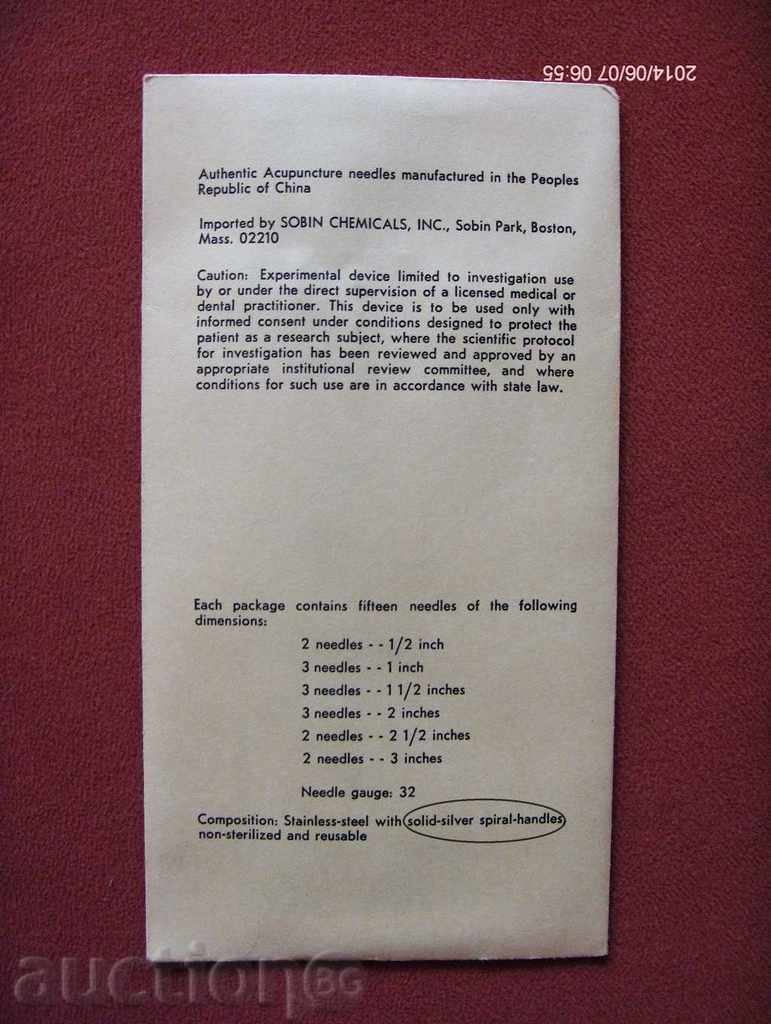 2014/06/07 06:55
Authentic Acupuncture needles manufactured in the Peoples
Republic of China
Imported by SOBIN CHEMICALS, INC., Sobin Park, Boston,
Mass. 02210
Caution: Experimental device limited to investigation use
by or under the direct supervision of a licensed medical or
dental practitioner. This device is to be used only with
informed consent under conditions designed to protect the
patient as a research subject, where the scientific protocol
for investigation has been reviewed and approved by an
appropriate institutional review committee, and where
conditions for such use are in accordance with state law.
Each package contains fifteen needles of the following
dimensions:
2 needles - - 1/2 inch
3 needles - - 1 inch
3 needles - - 1 1/2 inches
3 needles - - 2 inches
2 needles - - 2 1/2 inches
2 needles - - 3 inches
Needle gauge: 32
Composition: Stainless-steel with solid-silver spiral-handles
non-sterilized and reusable
auction BG